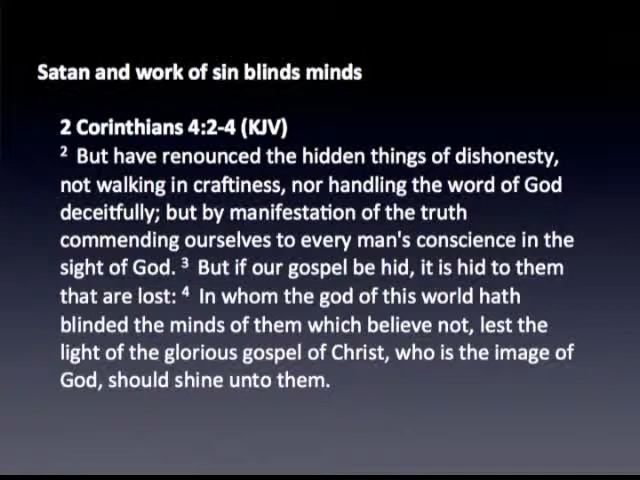 Satan and work of sin blinds minds
2 Corinthians 4:2-4 (KJV)
2 But have renounced the hidden things of dishonesty,
not walking in craftiness, nor handling the word of God
deceitfully; but by manifestation of the truth
commending ourselves to every man's conscience in the
sight of God. 3 But if our gospel be hid, it is hid to them
that are lost: 4 In whom the god of this world hath
blinded the minds of them which believe not, lest the
light of the glorious gospel of Christ, who is the image of
God, should shine unto them.